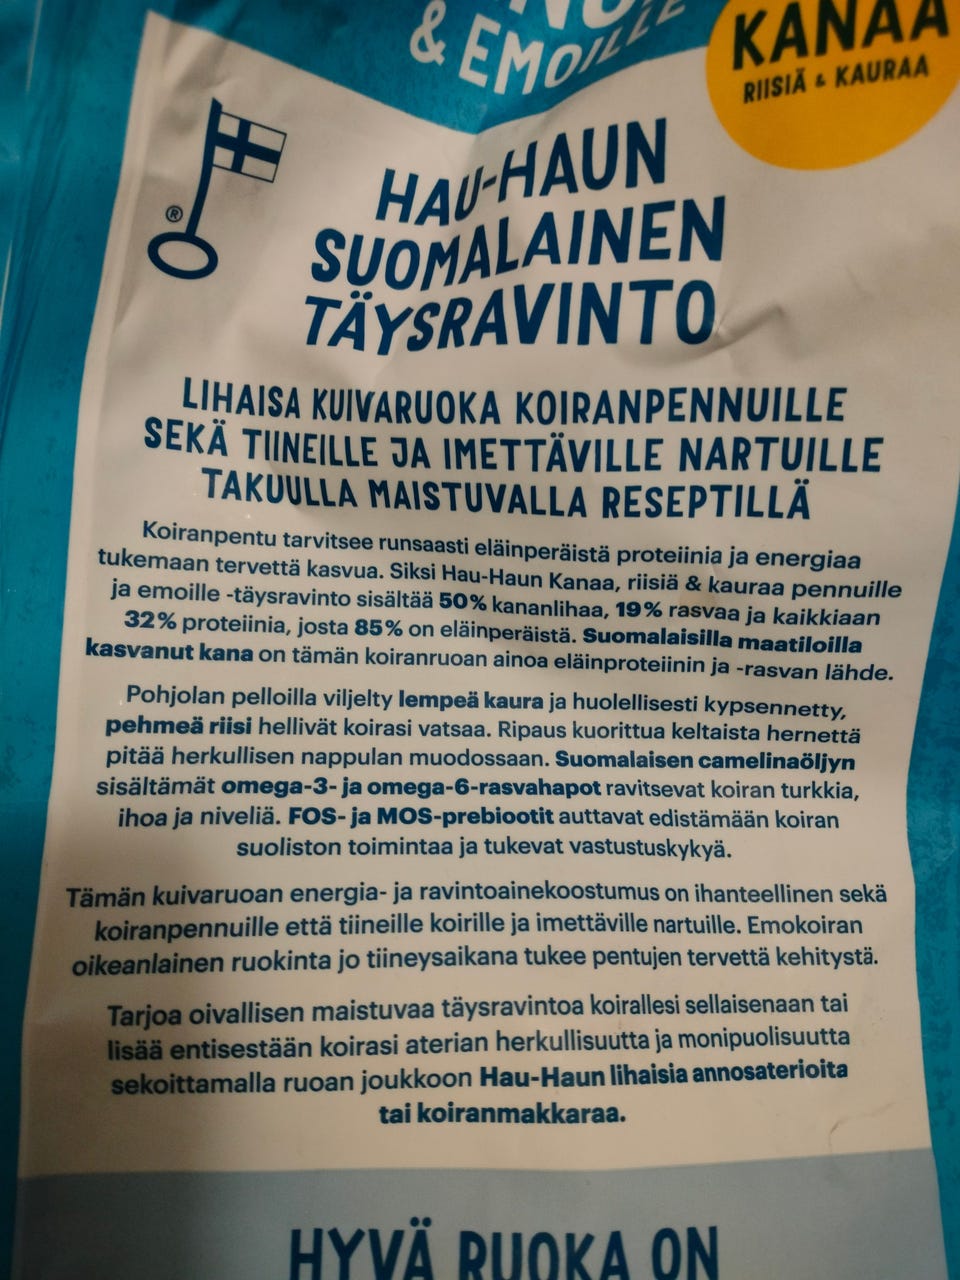 & EMOILLE
KANAA
RIISIÄ & KAURAA
®
HAU-HAUN
SUOMALAINEN
TÄYSRAVINTO
LIHAISA KUIVARUOKA KOIRANPENNUILLE
SEKÄ TIINEILLE JA IMETTÄVILLE NARTUILLE
TAKUULLA MAISTUVALLA RESEPTILLÄ
Koiranpentu tarvitsee runsaasti eläinperäistä proteiinia ja energiaa
tukemaan tervettä kasvua. Siksi Hau-Haun Kanaa, riisiä & kauraa pennuille
ja emoille -täysravinto sisältää 50% kananlihaa, 19% rasvaa ja kaikkiaan
32% proteiinia, josta 85% on eläinperäistä. Suomalaisilla maatiloilla
kasvanut kana on tämän koiranruoan ainoa eläinproteiinin ja -rasvan lähde.
Pohjolan pelloilla viljelty lempeä kaura ja huolellisesti kypsennetty,
pehmeä riisi hellivät koirasi vatsaa. Ripaus kuorittua keltaista hernettä
pitää herkullisen nappulan muodossaan. Suomalaisen camelinaöljyn
sisältämät omega-3- ja omega-6-rasvahapot ravitsevat koiran turkkia,
ihoa ja niveliä. FOS- ja MOS-prebiootit auttavat edistämään koiran
suoliston toimintaa ja tukevat vastustuskykyä.
Tämän kuivaruoan energia- ja ravintoainekoostumus on ihanteellinen sekä
koiranpennuille että tiineille koirille ja imettäville nartuille. Emokoiran
oikeanlainen ruokinta jo tiineysaikana tukee pentujen tervettä kehitystä.
Tarjoa oivallisen maistuvaa täysravintoa koirallesi sellaisenaan tai
lisää entisestään koirasi aterian herkullisuutta ja monipuolisuutta
sekoittamalla ruoan joukkoon Hau-Haun lihaisia annosaterioita
tai koiranmakkaraa.
HYVÄ RUOKA ON